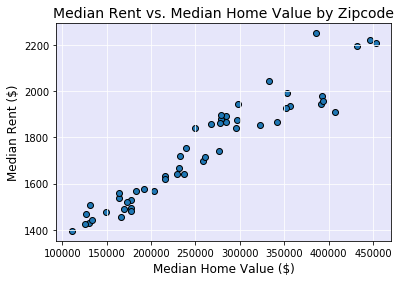 Median Rent vs. Median Home Value by Zipcode
Median Rent ($)
2200
2000
1800
1600
1400
100000 150000 200000 250000 300000 350000 400000 450000
Median Home Value ($)